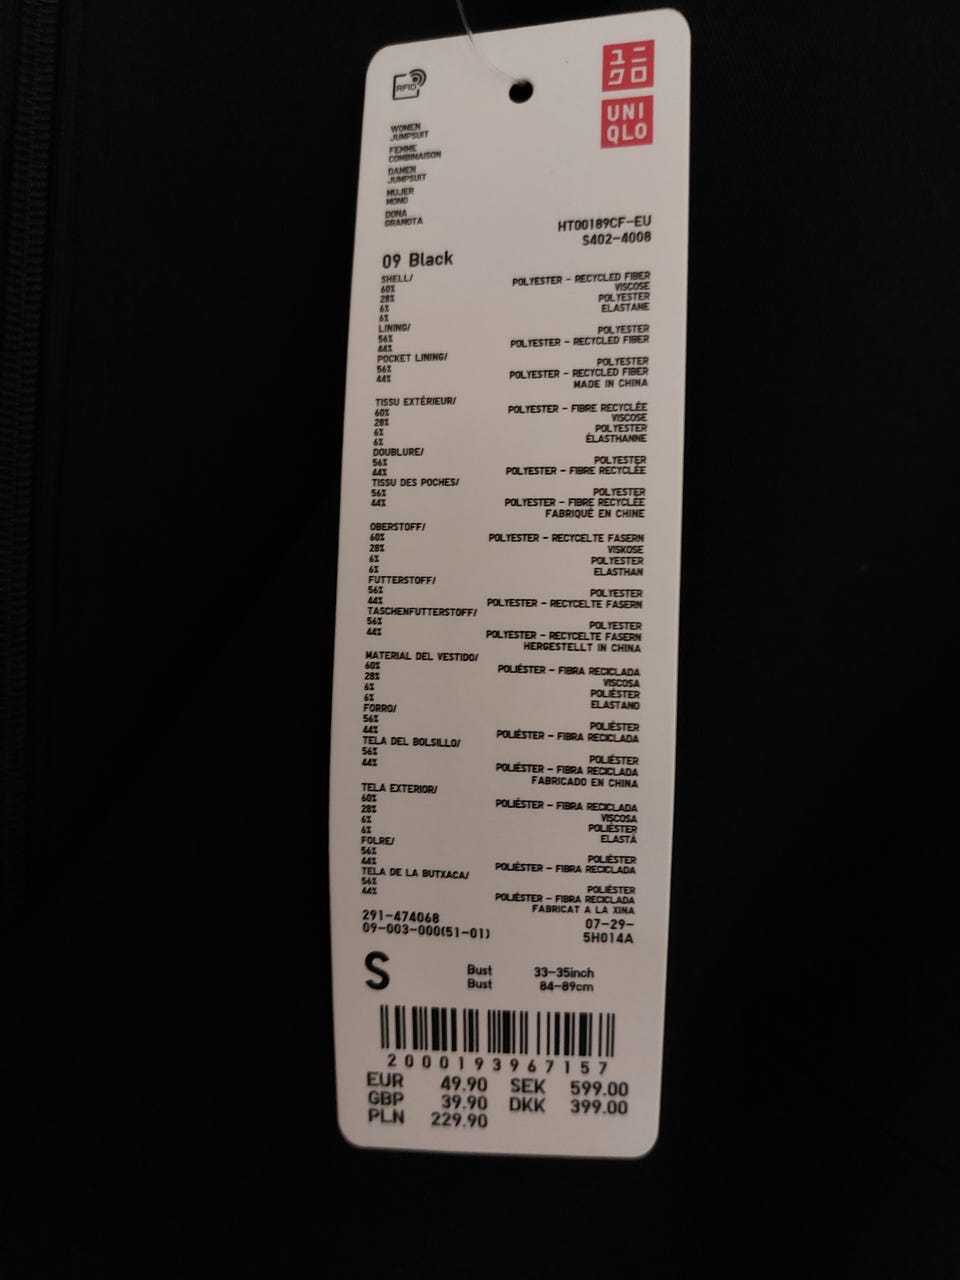 RFID
ユニ
クロ
UNI
QLO
WOMEN
JUMPSUIT
FEMME
COMBINAISON
DAMEN
JUMPSUIT
MUJER
MONO
DONA
GRANOTA
HT00189CF-EU
S402-4008
09 Black
SHELL/
60% POLYESTER - RECYCLED FIBER
28% VISCOSE
6% POLYESTER
6% ELASTANE
LINING/
56% POLYESTER
44% POLYESTER - RECYCLED FIBER
POCKET LINING/
56% POLYESTER
44% POLYESTER - RECYCLED FIBER
MADE IN CHINA
TISSU EXTÉRIEUR/
60% POLYESTER - FIBRE RECYCLÉE
28% VISCOSE
6% POLYESTER
6% ÉLASTHANNE
DOUBLURE/
56% POLYESTER
44% POLYESTER - FIBRE RECYCLÉE
TISSU DES POCHES/
56% POLYESTER
44% POLYESTER - FIBRE RECYCLÉE
FABRIQUÉ EN CHINE
OBERSTOFF/
60% POLYESTER - RECYCELTE FASERN
28% VISKOSE
6% POLYESTER
6% ELASTHAN
FUTTERSTOFF/
56% POLYESTER
44% POLYESTER - RECYCELTE FASERN
TASCHENFUTTERSTOFF/
56% POLYESTER
44% POLYESTER - RECYCELTE FASERN
HERGESTELLT IN CHINA
MATERIAL DEL VESTIDO/
60% POLIÉSTER - FIBRA RECICLADA
28% VISCOSA
6% POLIÉSTER
6% ELASTANO
FORRO/
56% POLIÉSTER
44% POLIÉSTER - FIBRA RECICLADA
TELA DEL BOLSILLO/
56% POLIÉSTER
44% POLIÉSTER - FIBRA RECICLADA
FABRICADO EN CHINA
TELA EXTERIOR/
60% POLIÈSTER - FIBRA RECICLADA
28% VISCOSA
6% POLIÈSTER
6% ELASTÀ
FOLRE/
56% POLIÈSTER
44% POLIÈSTER - FIBRA RECICLADA
TELA DE LA BUTXACA/
56% POLIÈSTER
44% POLIÈSTER - FIBRA RECICLADA
FABRICAT A LA XINA
291-474068 07-29-
09-003-000(51-01) 5H014A
S Bust 33-35inch
Bust 84-89cm
2000193967157
EUR 49.90 SEK 599.00
GBP 39.90 DKK 399.00
PLN 229.90